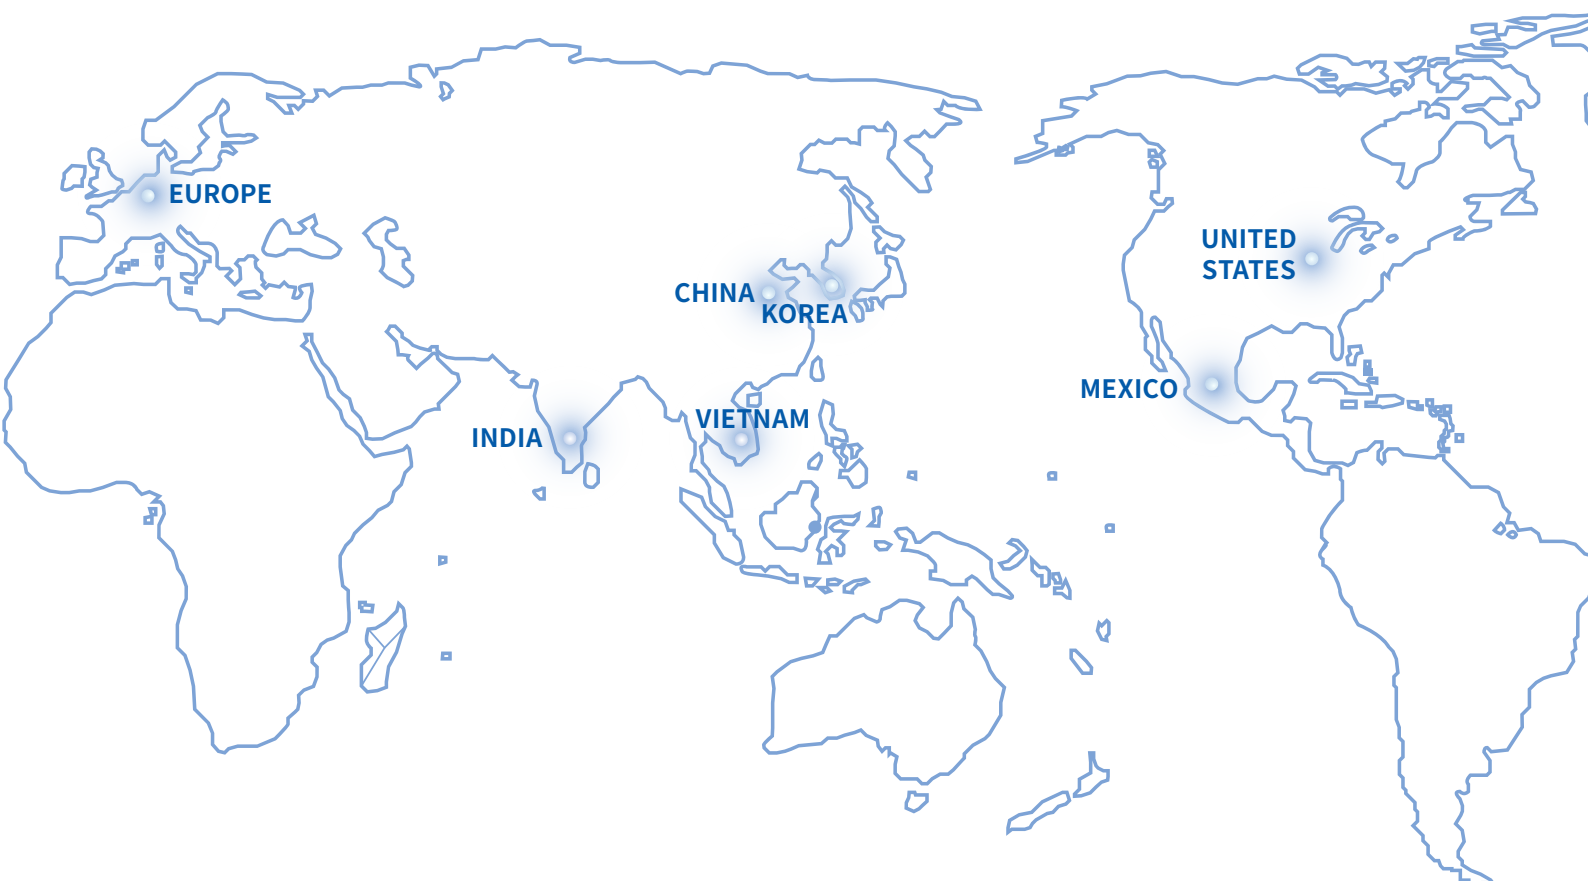 EUROPE
UNITED
STATES
CHINA
KOREA
MEXICO
VIETNAM
INDIA